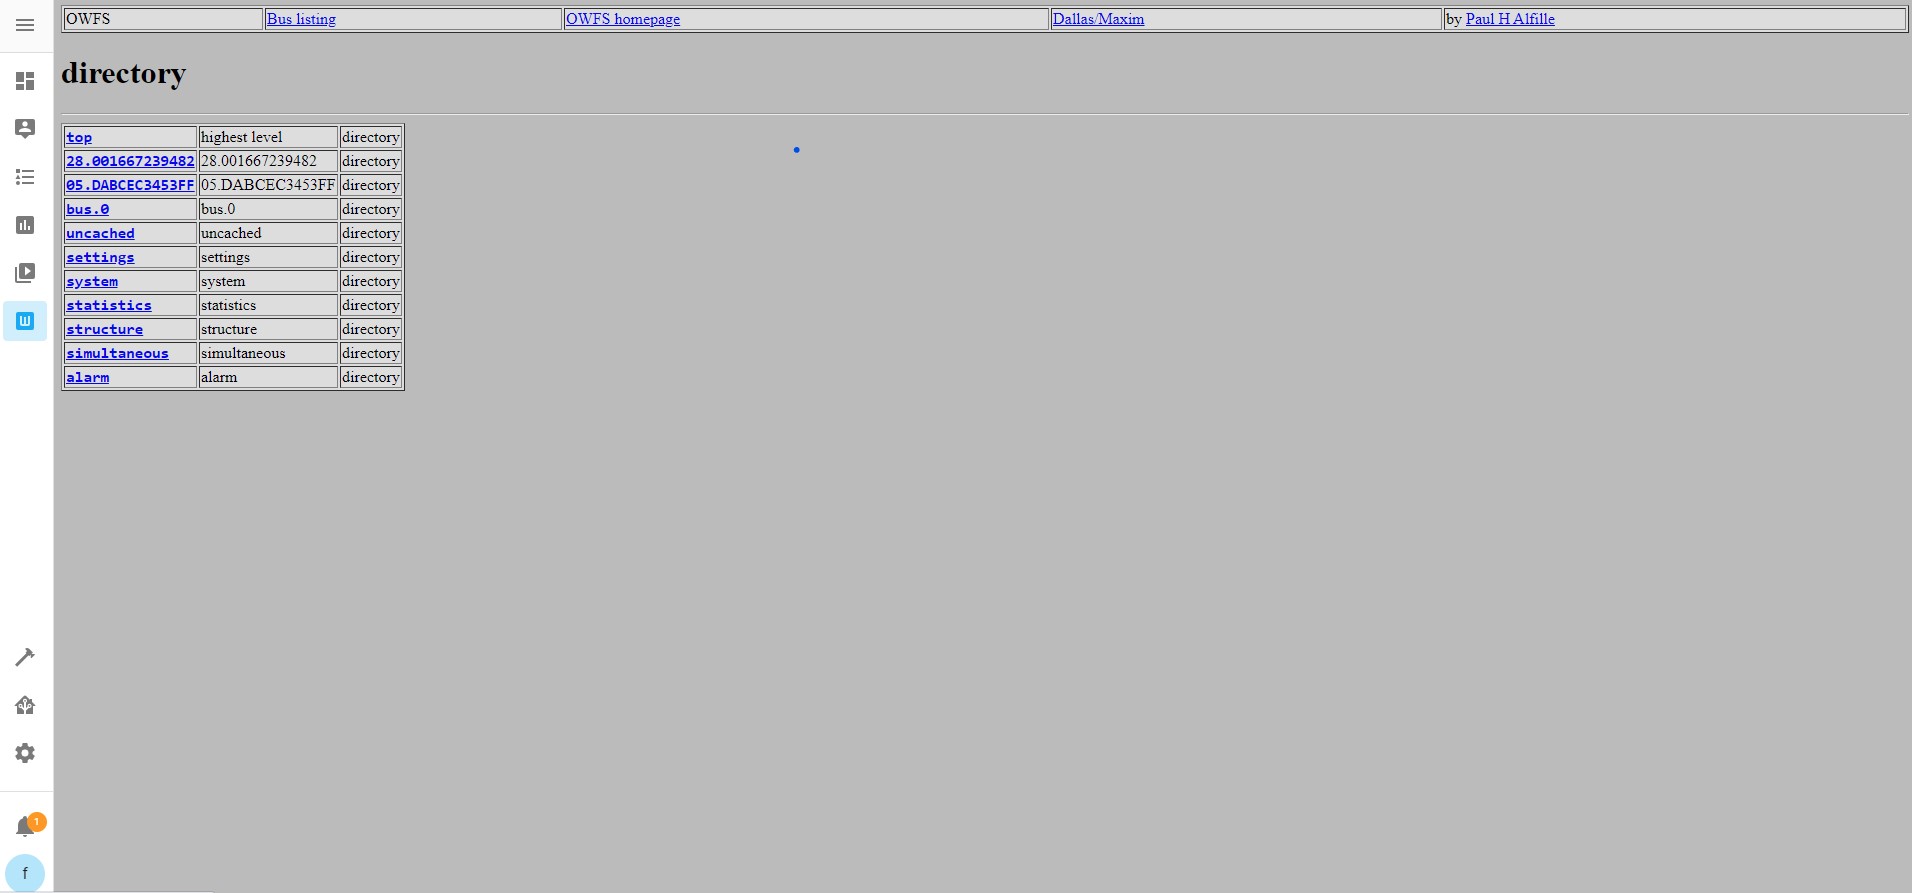 OWFS Bus listing OWFS homepage Dallas/Maxim by Paul H Alfille
directory
top highest level directory
28.001667239482 28.001667239482 directory
05.DABCEC3453FF 05.DABCEC3453FF directory
bus.0 bus.0 directory
uncached uncached directory
settings settings directory
system system directory
statistics statistics directory
structure structure directory
simultaneous simultaneous directory
alarm alarm directory
1
f